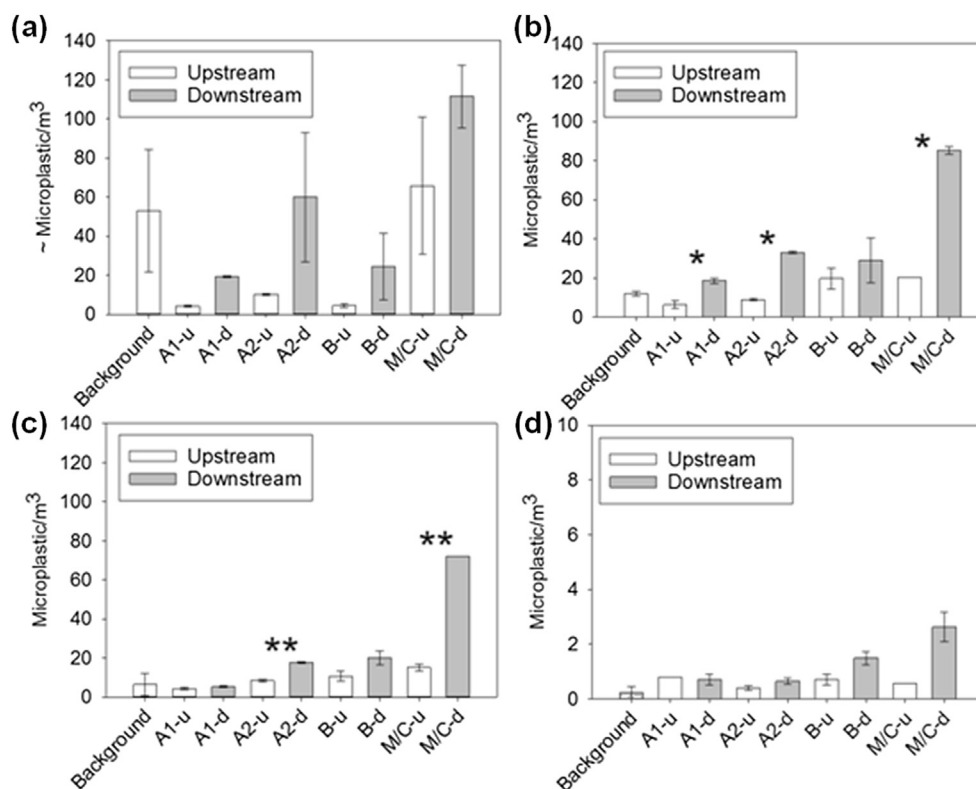 (a)
140
120
100
80
60
40
20
0
~ Microplastic/m³
Upstream
Downstream
Background
A1-u
A1-d
A2-u
A2-d
B-u
B-d
M/C-u
M/C-d
(b)
140
120
100
80
60
40
20
0
Microplastic/m³
Upstream
Downstream
*
*
*
Background
A1-u
A1-d
A2-u
A2-d
B-u
B-d
M/C-u
M/C-d
(c)
140
120
100
80
60
40
20
0
Microplastic/m³
Upstream
Downstream
**
**
Background
A1-u
A1-d
A2-u
A2-d
B-u
B-d
M/C-u
M/C-d
(d)
10
8
6
4
2
0
Microplastic/m³
Upstream
Downstream
Background
A1-u
A1-d
A2-u
A2-d
B-u
B-d
M/C-u
M/C-d